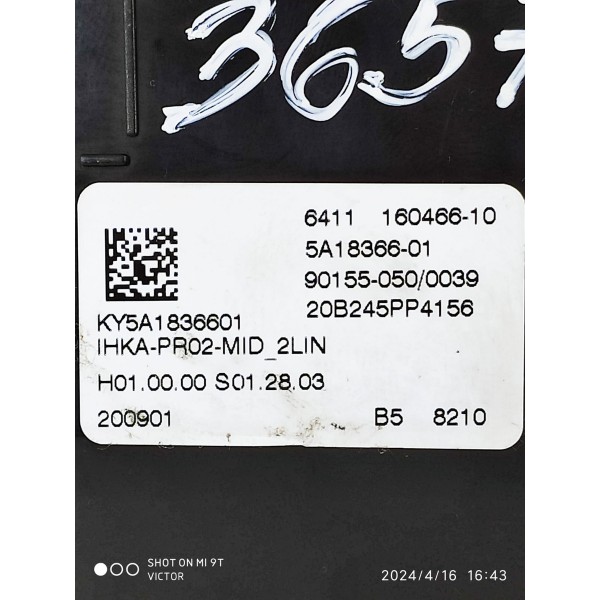 3657
6411 160466-10
5A18366-01
90155-050/0039
20B245PP4156
KY5A1836601
IHKA-PR02-MID_2LIN
H01.00.00 S01.28.03
200901 B5 8210
SHOT ON MI 9T
VICTOR
2024/4/16 16:43